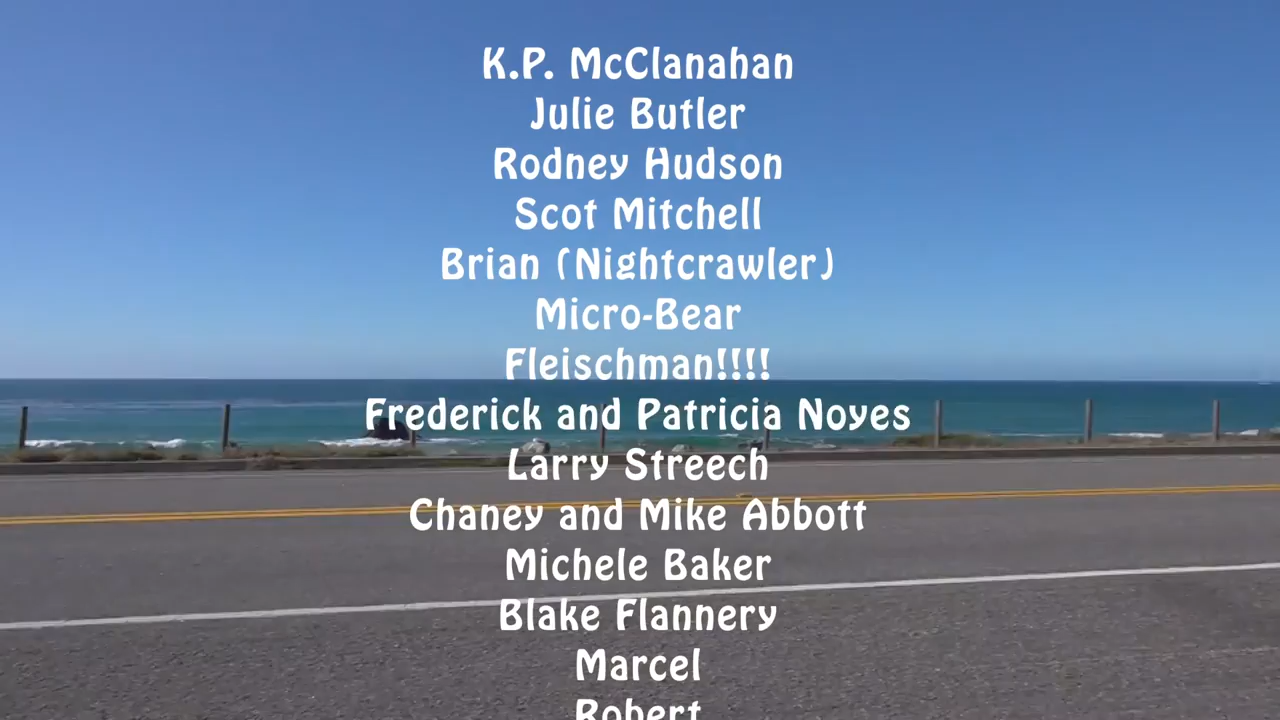 K.P. McClanahan
Julie Butler
Rodney Hudson
Scot Mitchell
Brian (Nightcrawler)
Micro-Bear
Fleischman!!!!
Frederick and Patricia Noyes
Larry Streech
Chaney and Mike Abbott
Michele Baker
Blake Flannery
Marcel
Robert